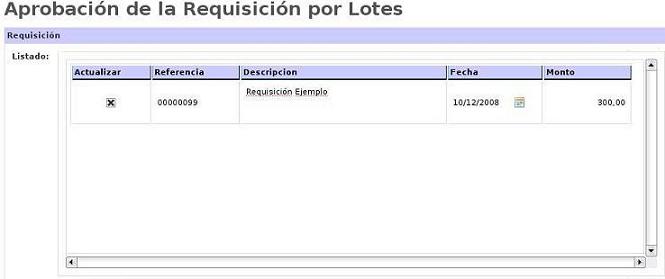 Aprobación de la Requisición por Lotes
Requisición
Listado:
Actualizar Referencia Descripcion Fecha Monto
00000099 Requisición Ejemplo 10/12/2008 300,00